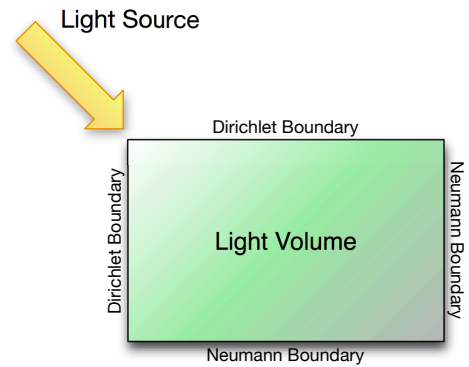 Light Source
Dirichlet Boundary
Dirichlet Boundary
Light Volume
Neumann Boundary
Neumann Boundary